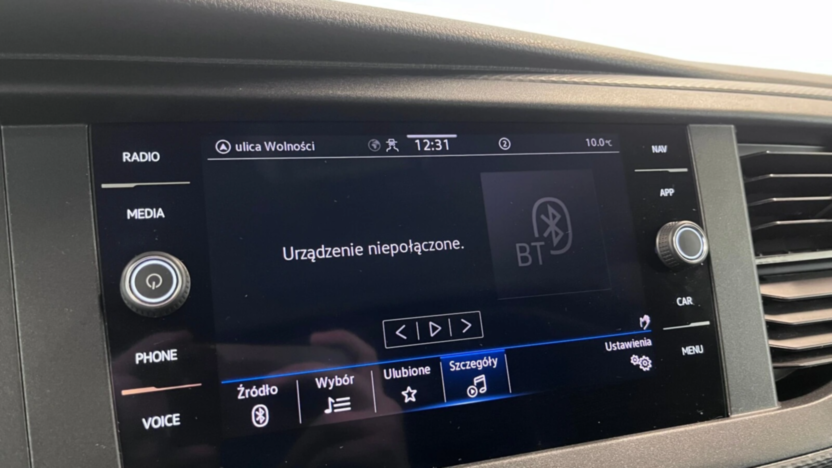 RADIO
MEDIA
PHONE
VOICE
ulica Wolności
12:31
2
10.0°C
Urządzenie niepołączone.
BT
Źródło
Wybór
Ulubione
Szczegóły
Ustawienia
NAV
APP
CAR
MENU